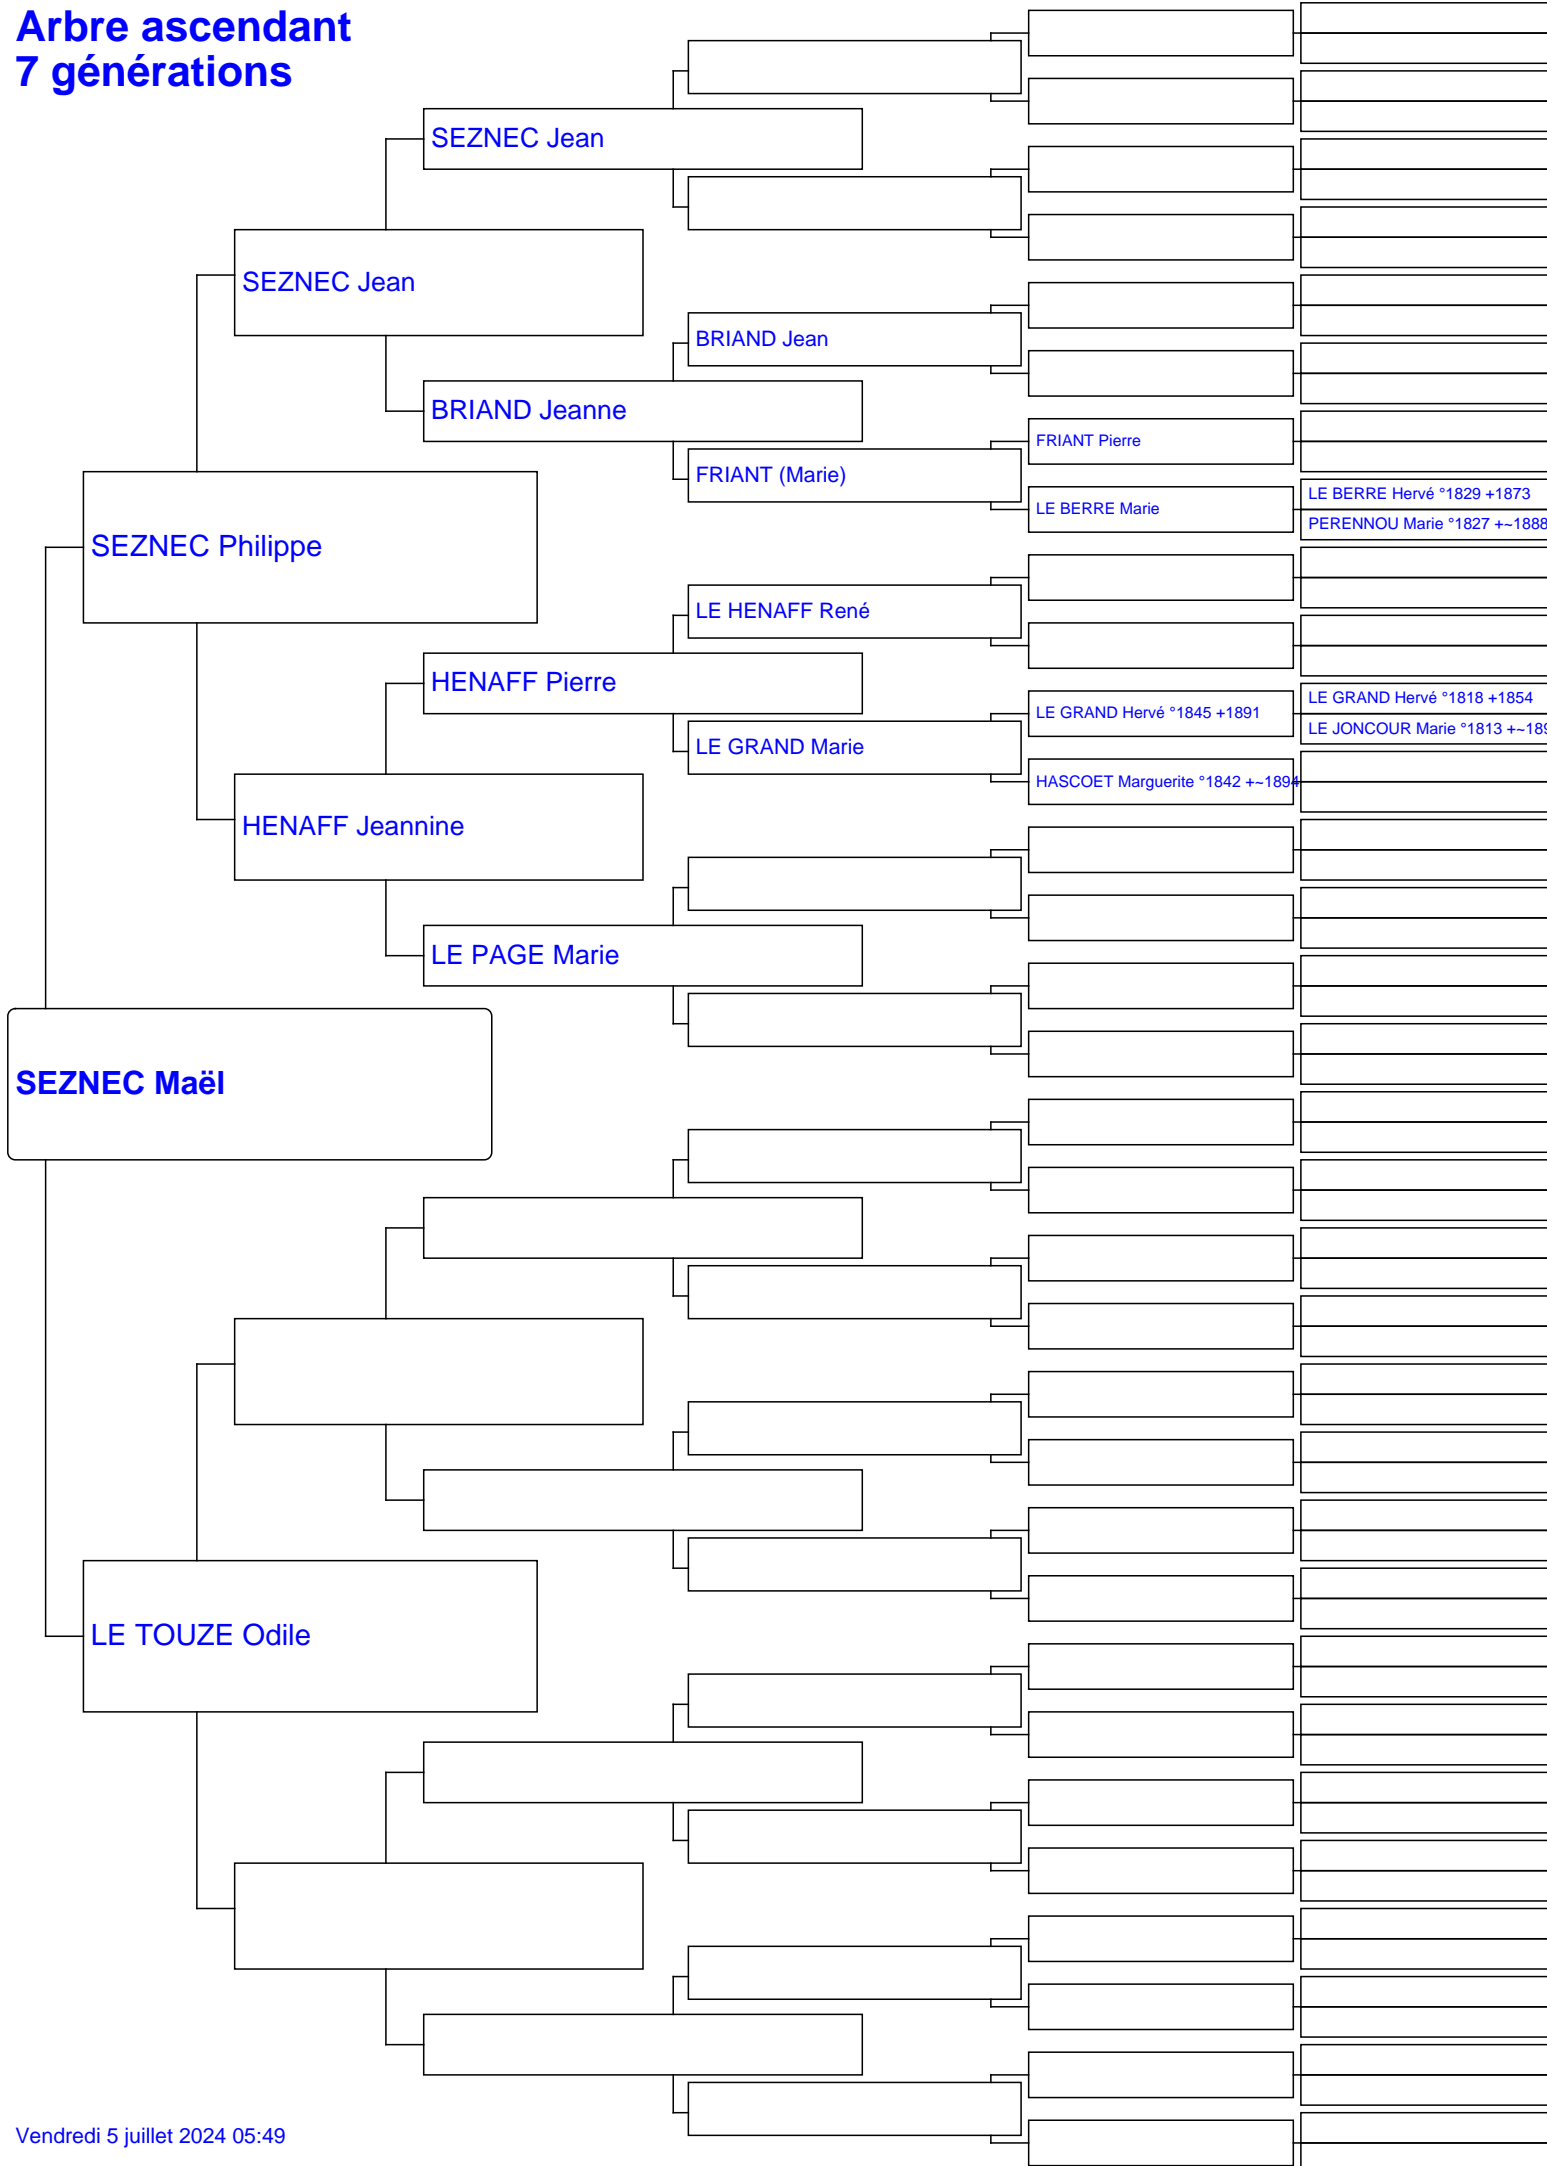 Arbre ascendant
7 générations
SEZNEC Jean
SEZNEC Jean
BRIAND Jean
BRIAND Jeanne
FRIANT Pierre
FRIANT (Marie)
LE BERRE Hervé °1829 +1873
LE BERRE Marie
PERENNOU Marie °1827 +~1888
SEZNEC Philippe
LE HENAFF René
HENAFF Pierre
LE GRAND Hervé °1818 +1854
LE GRAND Hervé °1845 +1891
LE JONCOUR Marie °1813 +~189
LE GRAND Marie
HASCOET Marguerite °1842 +~1894
HENAFF Jeannine
LE PAGE Marie
SEZNEC Maël
LE TOUZE Odile
Vendredi 5 juillet 2024 05:49